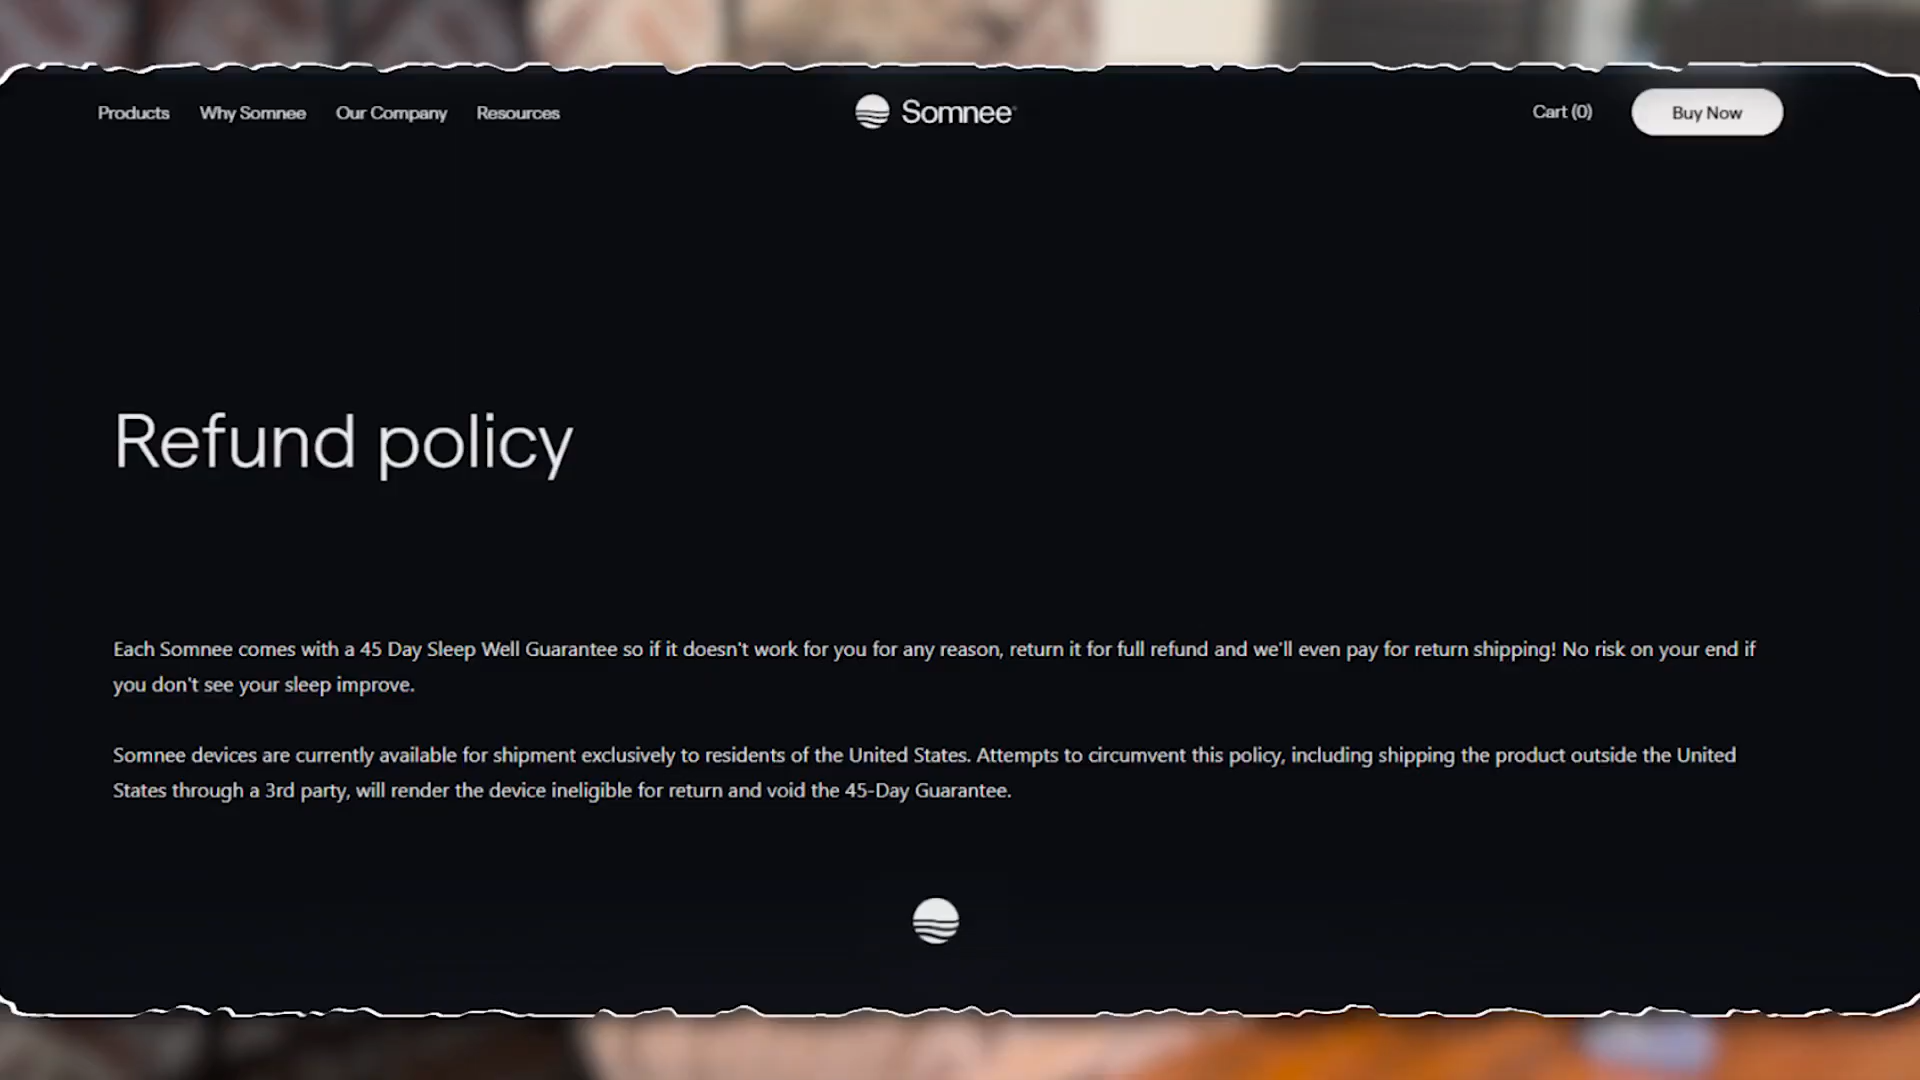 Products Why Somnee Our Company Resources Somnee Cart (0) Buy Now
Refund policy
Each Somnee comes with a 45 Day Sleep Well Guarantee so if it doesn't work for you for any reason, return it for full refund and we'll even pay for return shipping! No risk on your end if
you don't see your sleep improve.
Somnee devices are currently available for shipment exclusively to residents of the United States. Attempts to circumvent this policy, including shipping the product outside the United
States through a 3rd party, will render the device ineligible for return and void the 45-Day Guarantee.